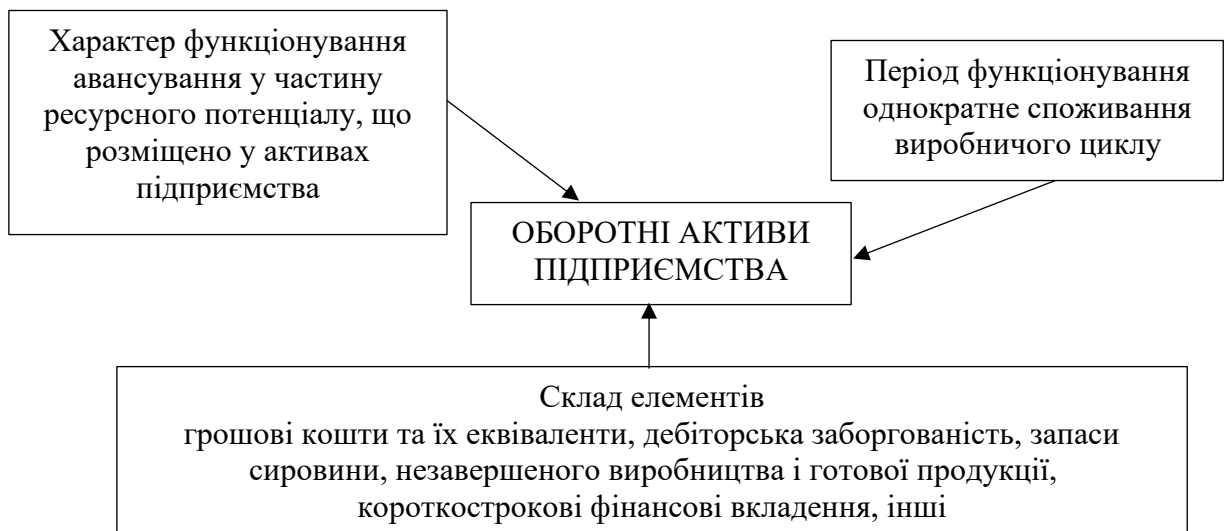 Характер функціонування
авансування у частину
ресурсного потенціалу, що
розміщено у активах
підприємства
Період функціонування
однократне споживання
виробничого циклу
ОБОРОТНІ АКТИВИ
ПІДПРИЄМСТВА
Склад елементів
грошові кошти та їх еквіваленти, дебіторська заборгованість, запаси
сировини, незавершеного виробництва і готової продукції,
короткострокові фінансові вкладення, інші